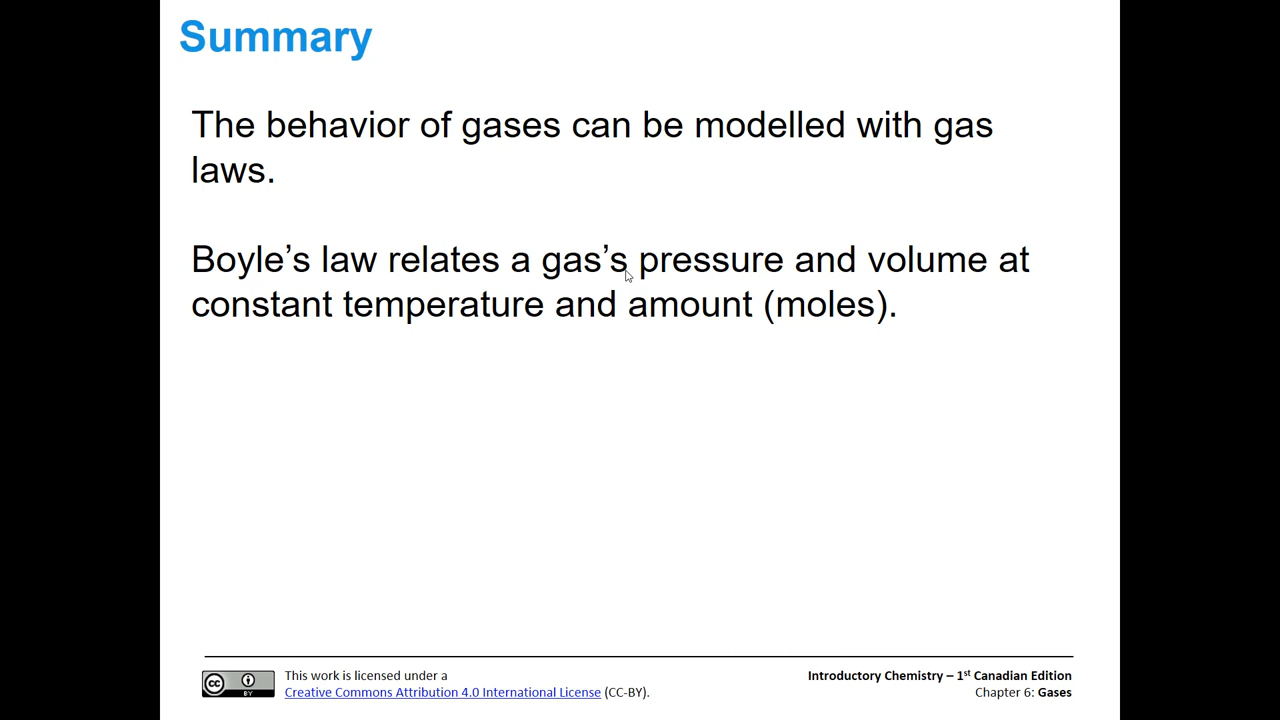 Summary
The behavior of gases can be modelled with gas
laws.
Boyle’s law relates a gas’s pressure and volume at
constant temperature and amount (moles).
cc
BY
This work is licensed under a
Creative Commons Attribution 4.0 International License (CC-BY).
Introductory Chemistry – 1st Canadian Edition
Chapter 6: Gases